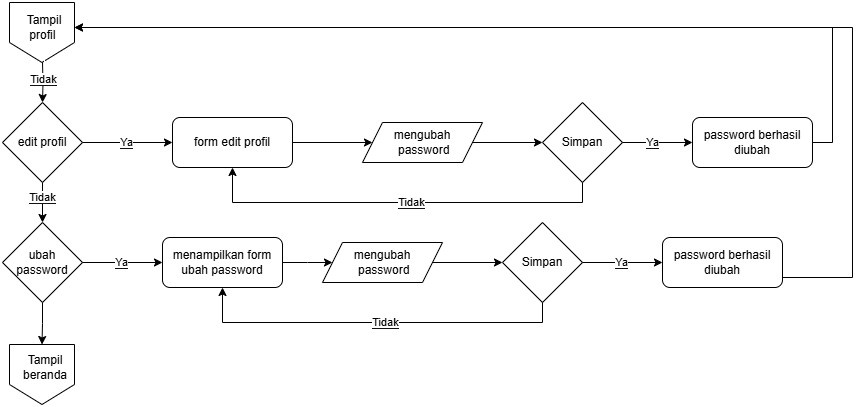 Tampil
profil
Tidak
edit profil
Ya
form edit profil
mengubah
password
Simpan
Ya
password berhasil
diubah
Tidak
Tidak
ubah
password
Ya
menampilkan form
ubah password
mengubah
password
Simpan
Ya
password berhasil
diubah
Tidak
Tampil
beranda